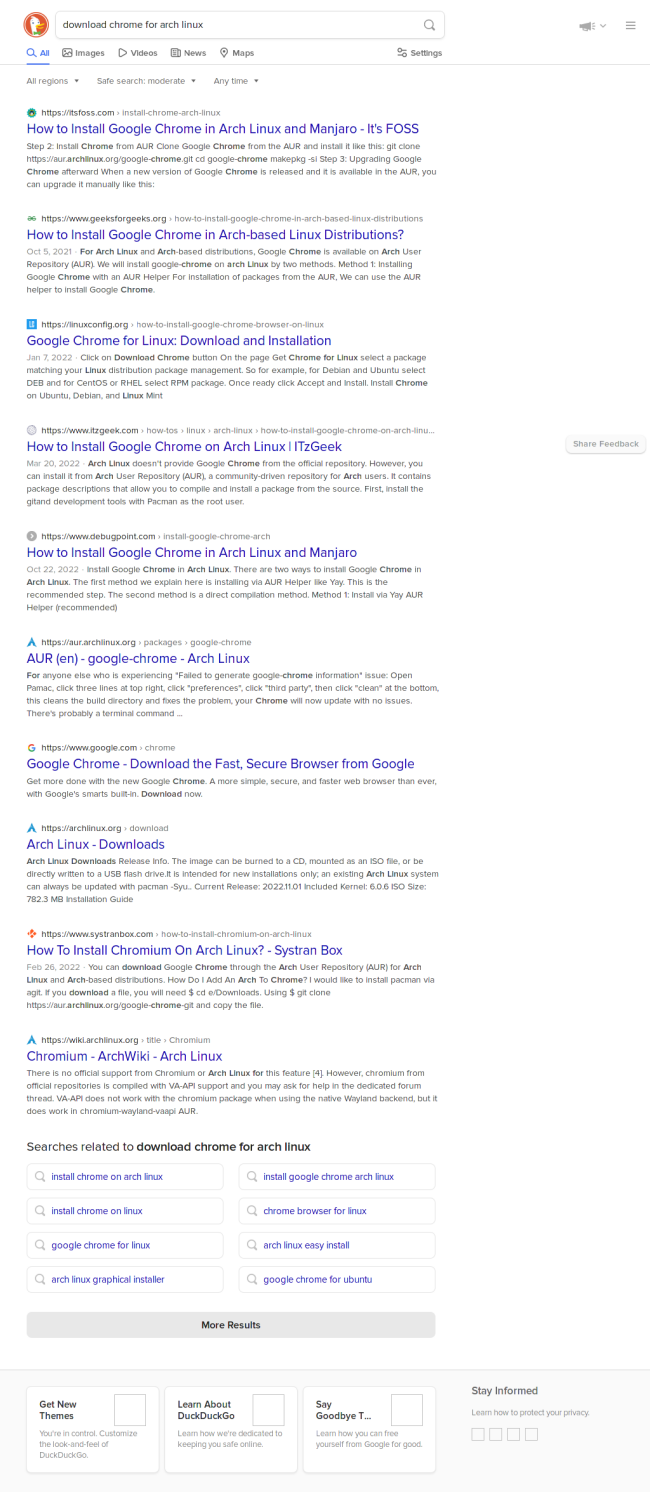 download chrome for arch linux
All
Images
Videos
News
Maps
Settings
All regions
Safe search: moderate
Any time
https://itsfoss.com › install-chrome-arch-linux
How to Install Google Chrome in Arch Linux and Manjaro - It's FOSS
Step 2: Install Chrome from AUR Clone Google Chrome from the AUR and install it like this: git clone
https://aur.archlinux.org/google-chrome.git cd google-chrome makepkg -si Step 3: Upgrading Google
Chrome afterward When a new version of Google Chrome is released and it is available in the AUR, you
can upgrade it manually like this:
https://www.geeksforgeeks.org › how-to-install-google-chrome-in-arch-based-linux-distributions
How to Install Google Chrome in Arch-based Linux Distributions?
Oct 5, 2021 · For Arch Linux and Arch-based distributions, Google Chrome is available on Arch User
Repository (AUR). We will install google-chrome on arch Linux by two methods. Method 1: Installing
Google Chrome with an AUR Helper For installation of packages from the AUR, We can use the AUR
helper to install Google Chrome.
https://linuxconfig.org › how-to-install-google-chrome-browser-on-linux
Google Chrome for Linux: Download and Installation
Jan 7, 2022 · Click on Download Chrome button On the page Get Chrome for Linux select a package
matching your Linux distribution package management. So for example, for Debian and Ubuntu select
DEB and for CentOS or RHEL select RPM package. Once ready click Accept and Install. Install Chrome
on Ubuntu, Debian, and Linux Mint
https://www.itzgeek.com › how-tos › linux › arch-linux › how-to-install-google-chrome-on-arch-linu...
How to Install Google Chrome on Arch Linux | ITzGeek
Share Feedback
Mar 20, 2022 · Arch Linux doesn't provide Google Chrome from the official repository. However, you
can install it from Arch User Repository (AUR), a community-driven repository for Arch users. It contains
package descriptions that allow you to compile and install a package from the source. First, install the
gitand development tools with Pacman as the root user.
https://www.debugpoint.com › install-google-chrome-arch
How to Install Google Chrome in Arch Linux and Manjaro
Oct 22, 2022 · Install Google Chrome in Arch Linux. There are two ways to install Google Chrome in
Arch Linux. The first method we explain here is installing via AUR Helper like Yay. This is the
recommended step. The second method is a direct compilation method. Method 1: Install via Yay AUR
Helper (recommended)
https://aur.archlinux.org › packages › google-chrome
AUR (en) - google-chrome - Arch Linux
For anyone else who is experiencing "Failed to generate google-chrome information" issue: Open
Pamac, click three lines at top right, click "preferences", click "third party", then click "clean" at the bottom,
this cleans the build directory and fixes the problem, your Chrome will now update with no issues.
There's probably a terminal command ...
https://www.google.com › chrome
Google Chrome - Download the Fast, Secure Browser from Google
Get more done with the new Google Chrome. A more simple, secure, and faster web browser than ever,
with Google's smarts built-in. Download now.
https://archlinux.org › download
Arch Linux - Downloads
Arch Linux Downloads Release Info. The image can be burned to a CD, mounted as an ISO file, or be
directly written to a USB flash drive.It is intended for new installations only; an existing Arch Linux system
can always be updated with pacman -Syu.. Current Release: 2022.11.01 Included Kernel: 6.0.6 ISO Size:
782.3 MB Installation Guide
https://www.systranbox.com › how-to-install-chromium-on-arch-linux
How To Install Chromium On Arch Linux? - Systran Box
Feb 26, 2022 · You can download Google Chrome through the Arch User Repository (AUR) for Arch
Linux and Arch-based distributions. How Do I Add An Arch To Chrome? I would like to install pacman via
agit. If you download a file, you will need $ cd e/Downloads. Using $ git clone
https://aur.archlinux.org/google-chrome-git and copy the file.
https://wiki.archlinux.org › title › Chromium
Chromium - ArchWiki - Arch Linux
There is no official support from Chromium or Arch Linux for this feature [4]. However, chromium from
official repositories is compiled with VA-API support and you may ask for help in the dedicated forum
thread. VA-API does not work with the chromium package when using the native Wayland backend, but it
does work in chromium-wayland-vaapi AUR.
Searches related to download chrome for arch linux
install chrome on arch linux
install google chrome arch linux
install chrome on linux
chrome browser for linux
google chrome for linux
arch linux easy install
arch linux graphical installer
google chrome for ubuntu
More Results
Get New
Themes
You're in control. Customize
the look-and-feel of
DuckDuckGo.
Learn About
DuckDuckGo
Learn how we're dedicated to
keeping you safe online.
Say
Goodbye T...
Learn how you can free
yourself from Google for good.
Stay Informed
Learn how to protect your privacy.